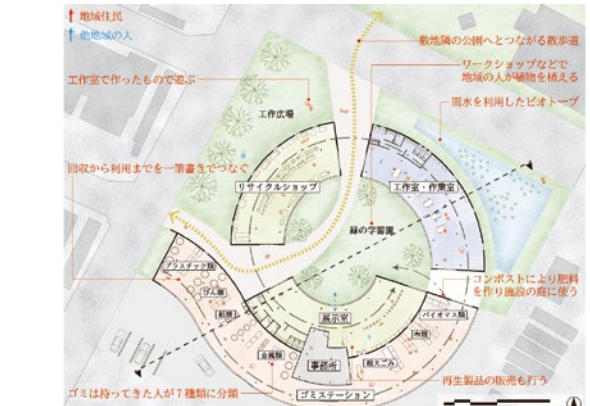 地域住民
他地域の人
敷地隣の公園へとつながる散歩道
ワークショップなどで
地域の人が植物を植える
工作室で作ったもので遊ぶ
雨水を利用したビオトープ
工作広場
回収から利用までを一筆書きでつなぐ
リサイクルショップ
工作室・作業室
緑の学習園
プラスチック類
びん類
紙類
コンポストにより肥料
を作り施設の庭に使う
バイオマス類
展示室
布類
金属類
事務所
燃えごみ
再生製品の販売も行う
ゴミは持ってきた人が7種類に分類
ゴミステーション